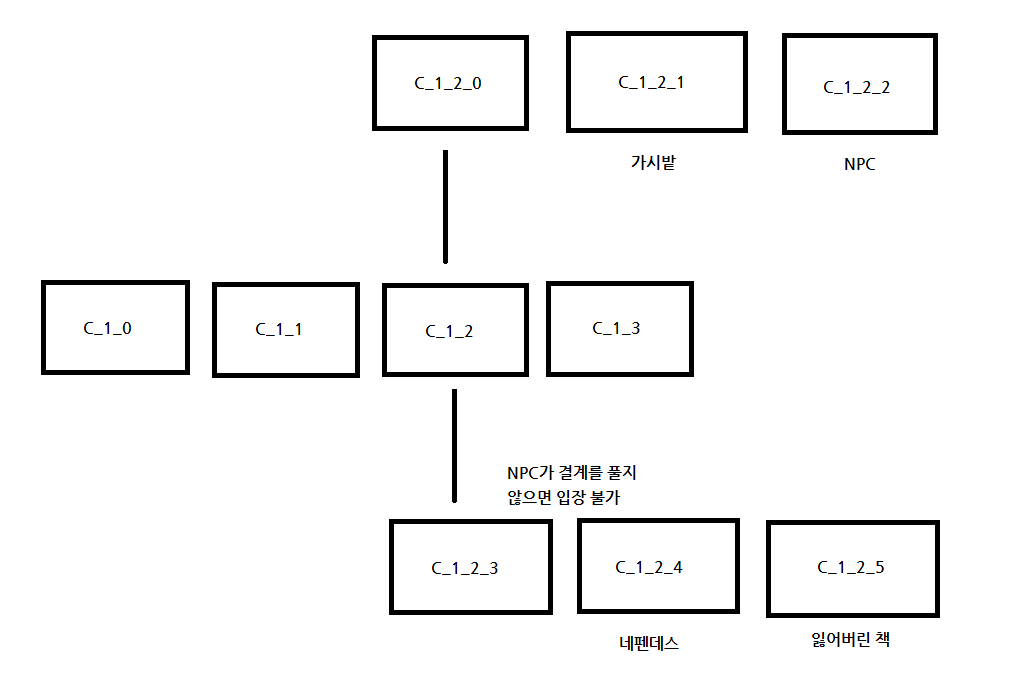 C_1_2_0
C_1_2_1
C_1_2_2
가시밭
NPC
C_1_0
C_1_1
C_1_2
C_1_3
NPC가 결계를 풀지
않으면 입장 불가
C_1_2_3
C_1_2_4
C_1_2_5
네펜데스
잃어버린 책